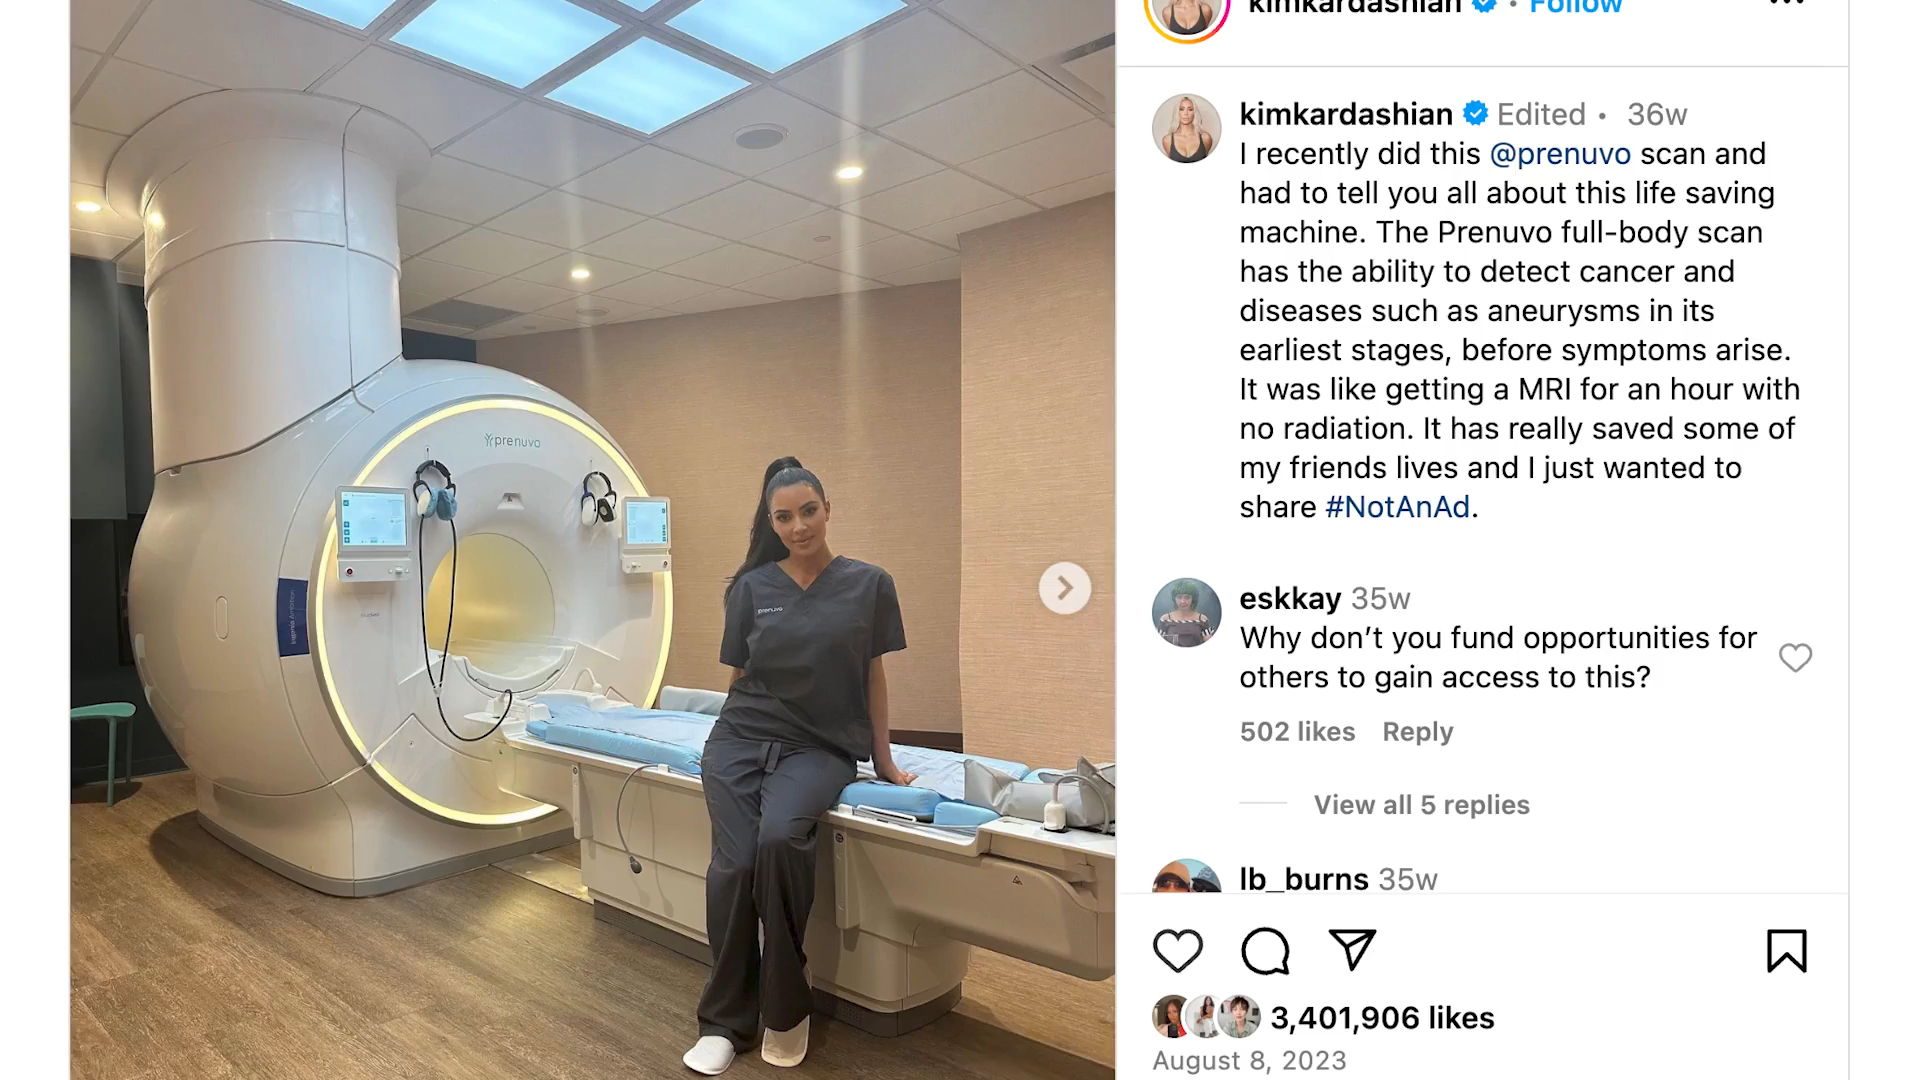 kimkardashian • Follow
kimkardashian Edited • 36w
I recently did this @prenuvo scan and
had to tell you all about this life saving
machine. The Prenuvo full-body scan
has the ability to detect cancer and
diseases such as aneurysms in its
earliest stages, before symptoms arise.
It was like getting a MRI for an hour with
no radiation. It has really saved some of
my friends lives and I just wanted to
share #NotAnAd.
eskkay 35w
Why don’t you fund opportunities for
others to gain access to this?
502 likes Reply
View all 5 replies
lb_burns 35w
3,401,906 likes
August 8, 2023
prenuvo
prenuvo
Ingenia Ambition